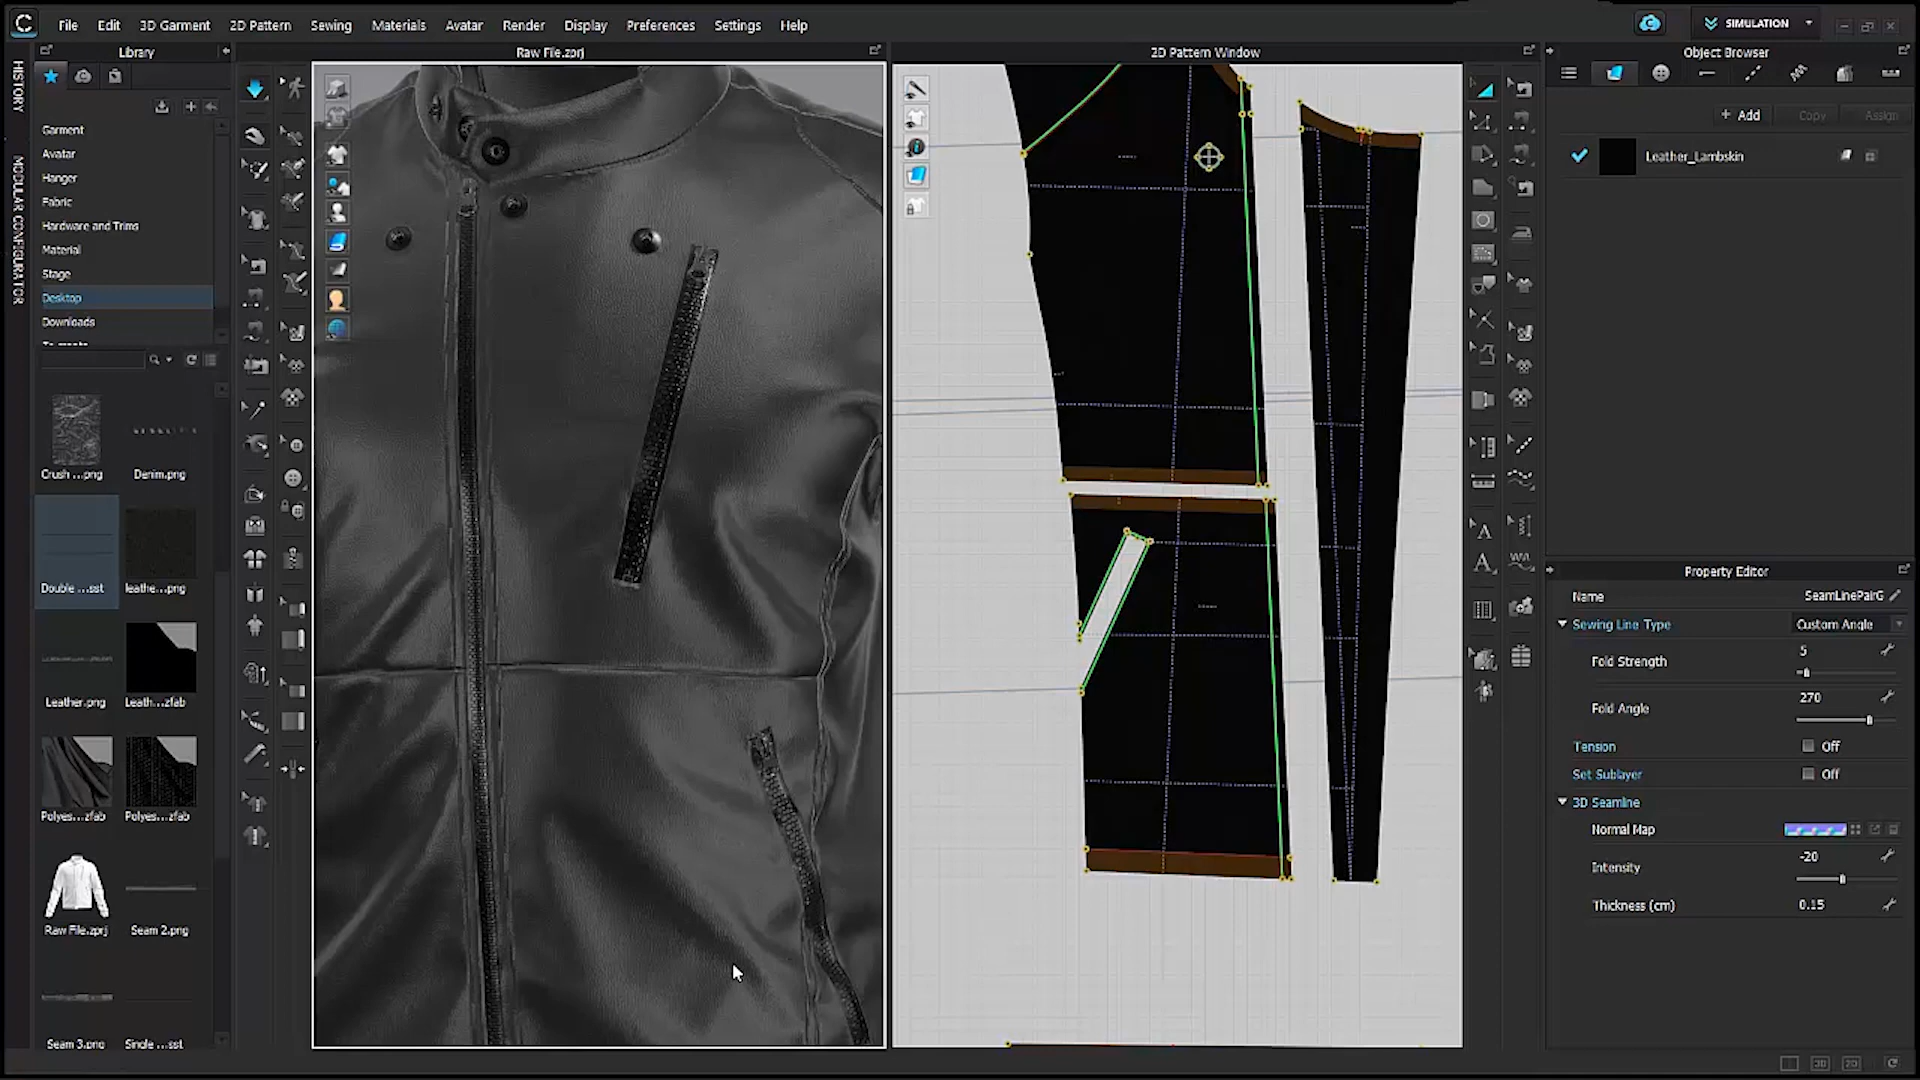 File Edit 3D Garment 2D Pattern Sewing Materials Avatar Render Display Preferences Settings Help
SIMULATION
Library
Raw File.zprj
2D Pattern Window
Object Browser
HISTORY
MODULAR CONFIGURATOR
Garment
Avatar
Hanger
Fabric
Hardware and Trims
Material
Stage
Desktop
Downloads
Crush ...png
Denim.png
Double ...sst
leathe...png
Leather.png
Leath...zfab
Polyes...zfab
Polyes...zfab
Raw File.zprj
Seam 2.png
Seam 3.png
Single ...sst
+ Add
Copy
Assign
Leather_Lambskin
Property Editor
Name SeamLinePairG
Sewing Line Type Custom Angle
Fold Strength 5
Fold Angle 270
Tension Off
Set Sublayer Off
3D Seamline
Normal Map
Intensity -20
Thickness (cm) 0.15
3D
2D